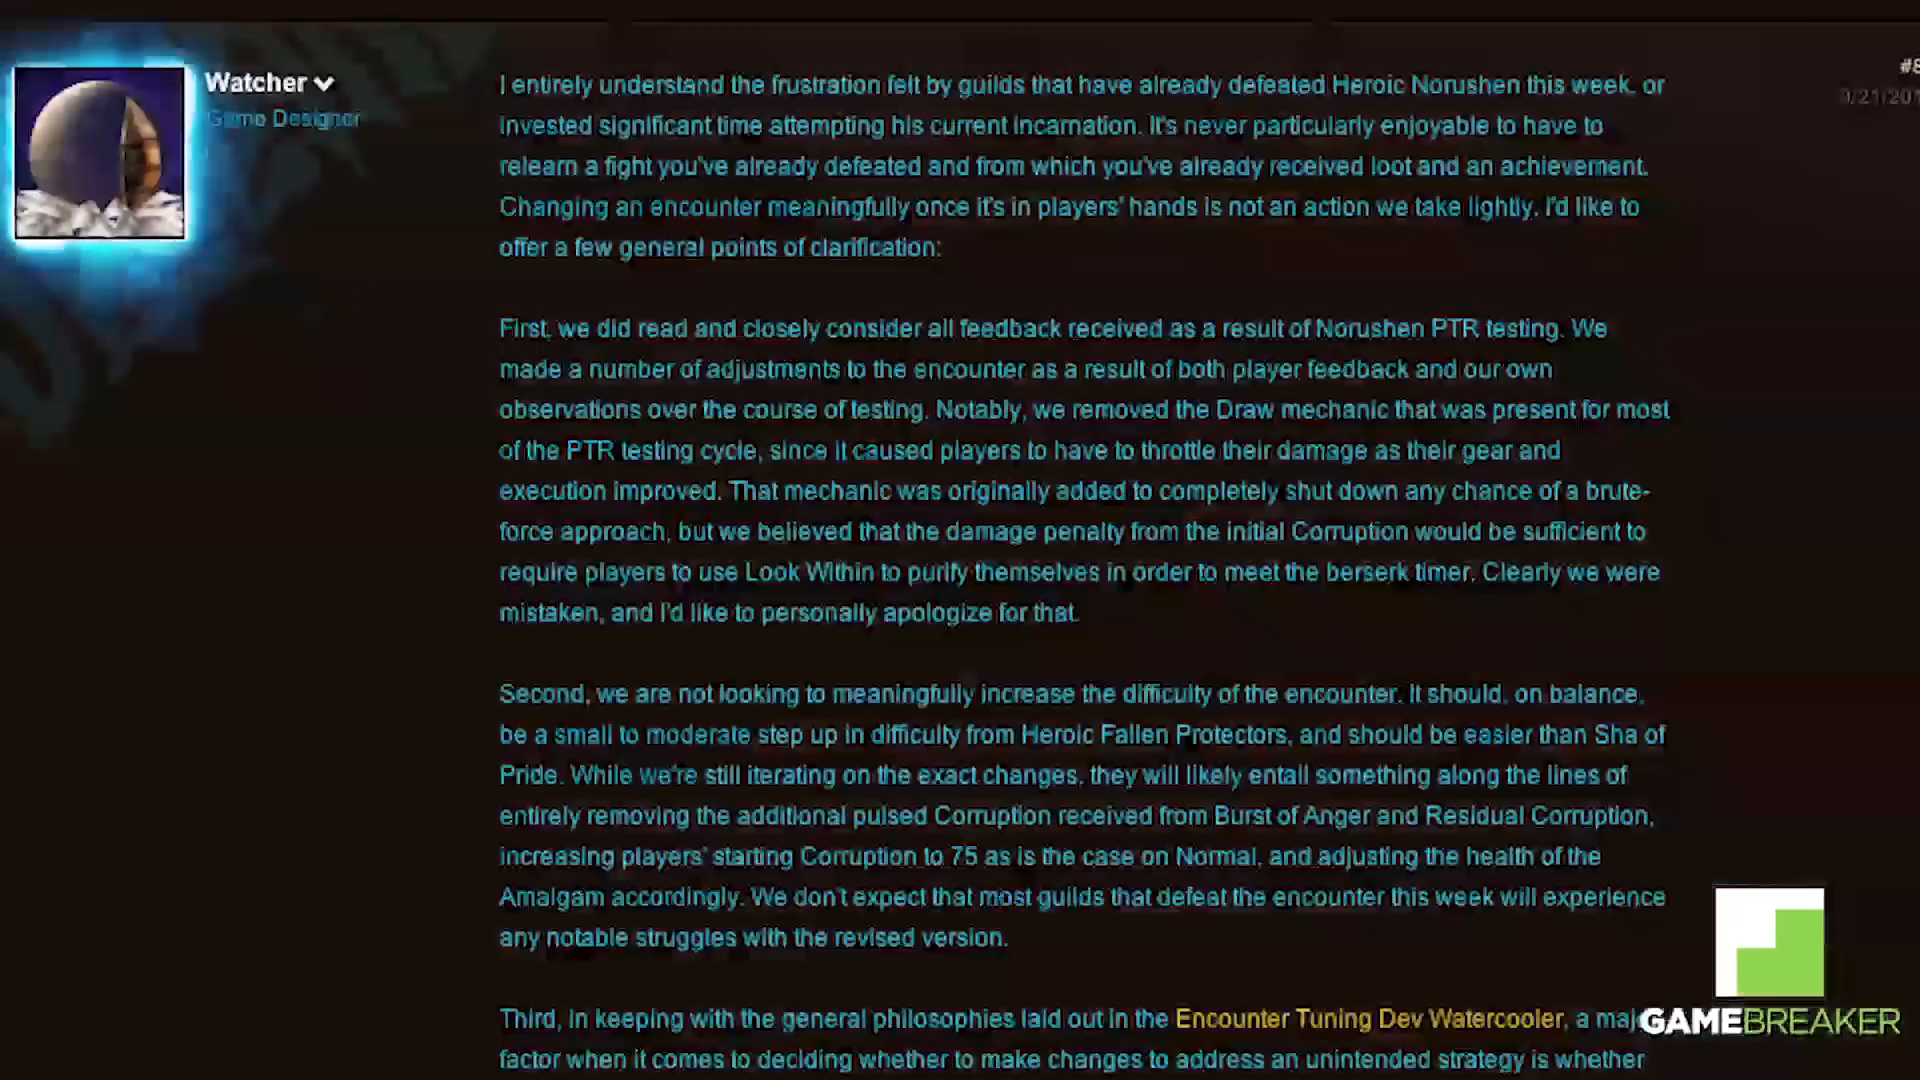 Watcher
Game Designer
I entirely understand the frustration felt by guilds that have already defeated Heroic Norushen this week, or
invested significant time attempting his current incarnation. It's never particularly enjoyable to have to
relearn a fight you've already defeated and from which you've already received loot and an achievement.
Changing an encounter meaningfully once it's in players' hands is not an action we take lightly. I'd like to
offer a few general points of clarification:
First, we did read and closely consider all feedback received as a result of Norushen PTR testing. We
made a number of adjustments to the encounter as a result of both player feedback and our own
observations over the course of testing. Notably, we removed the Draw mechanic that was present for most
of the PTR testing cycle, since it caused players to have to throttle their damage as their gear and
execution improved. That mechanic was originally added to completely shut down any chance of a brute-
force approach, but we believed that the damage penalty from the initial Corruption would be sufficient to
require players to use Look Within to purify themselves in order to meet the berserk timer. Clearly we were
mistaken, and I'd like to personally apologize for that.
Second, we are not looking to meaningfully increase the difficulty of the encounter. It should, on balance,
be a small to moderate step up in difficulty from Heroic Fallen Protectors, and should be easier than Sha of
Pride. While we're still iterating on the exact changes, they will likely entail something along the lines of
entirely removing the additional pulsed Corruption received from Burst of Anger and Residual Corruption,
increasing players' starting Corruption to 75 as is the case on Normal, and adjusting the health of the
Amalgam accordingly. We don't expect that most guilds that defeat the encounter this week will experience
any notable struggles with the revised version.
Third, in keeping with the general philosophies laid out in the Encounter Tuning Dev Watercooler, a maj
factor when it comes to deciding whether to make changes to address an unintended strategy is whether
#8
9/21/201
GAMEBREAKER